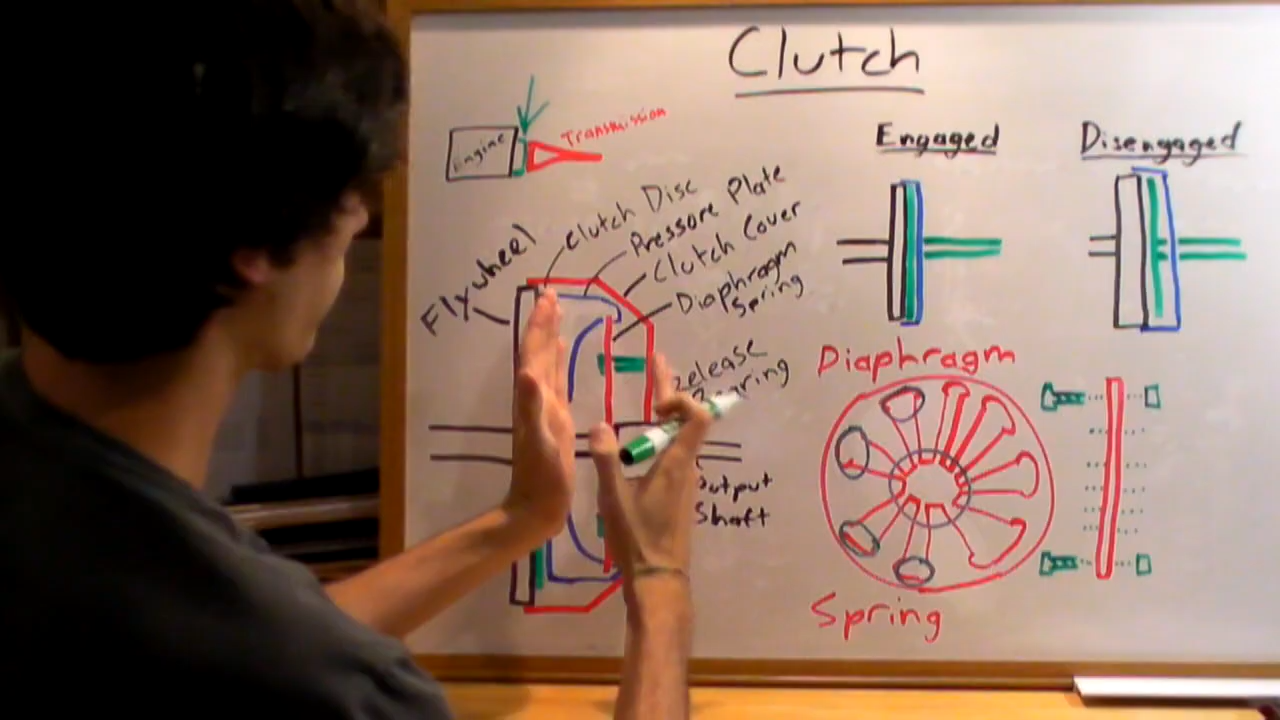 Clutch
Engine
Transmission
Engaged
Disengaged
Flywheel
Clutch Disc
Pressure Plate
Clutch Cover
Diaphragm
Spring
Release
Output
Shaft
Diaphragm
Spring